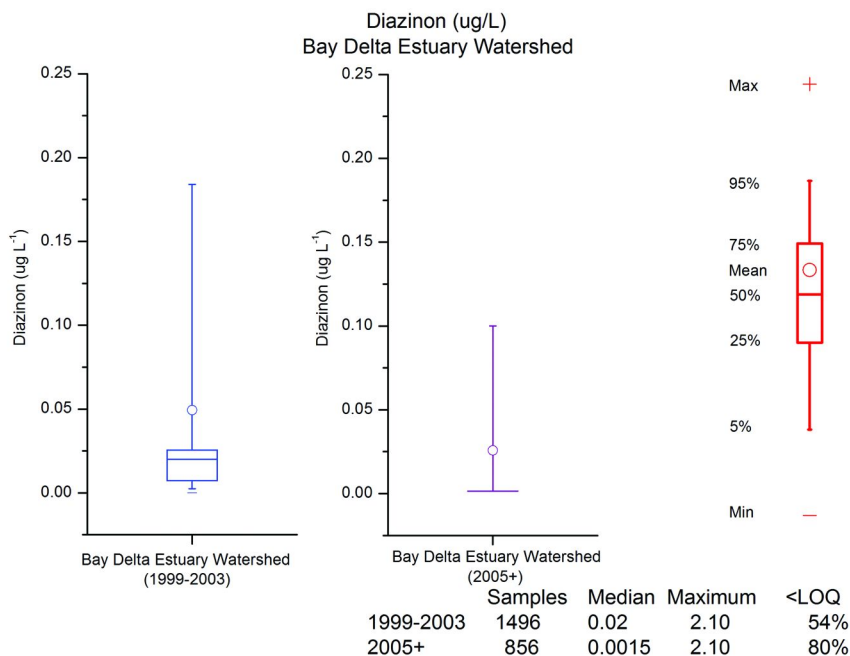 Diazinon (ug/L)
Bay Delta Estuary Watershed
0.25
0.20
0.15
0.10
0.05
0.00
Diazinon (ug L⁻¹)
Bay Delta Estuary Watershed
(1999-2003)
0.25
0.20
0.15
0.10
0.05
0.00
Diazinon (ug L⁻¹)
Bay Delta Estuary Watershed
(2005+)
Max
95%
75%
Mean
50%
25%
5%
Min
Samples Median Maximum <LOQ
1999-2003 1496 0.02 2.10 54%
2005+ 856 0.0015 2.10 80%